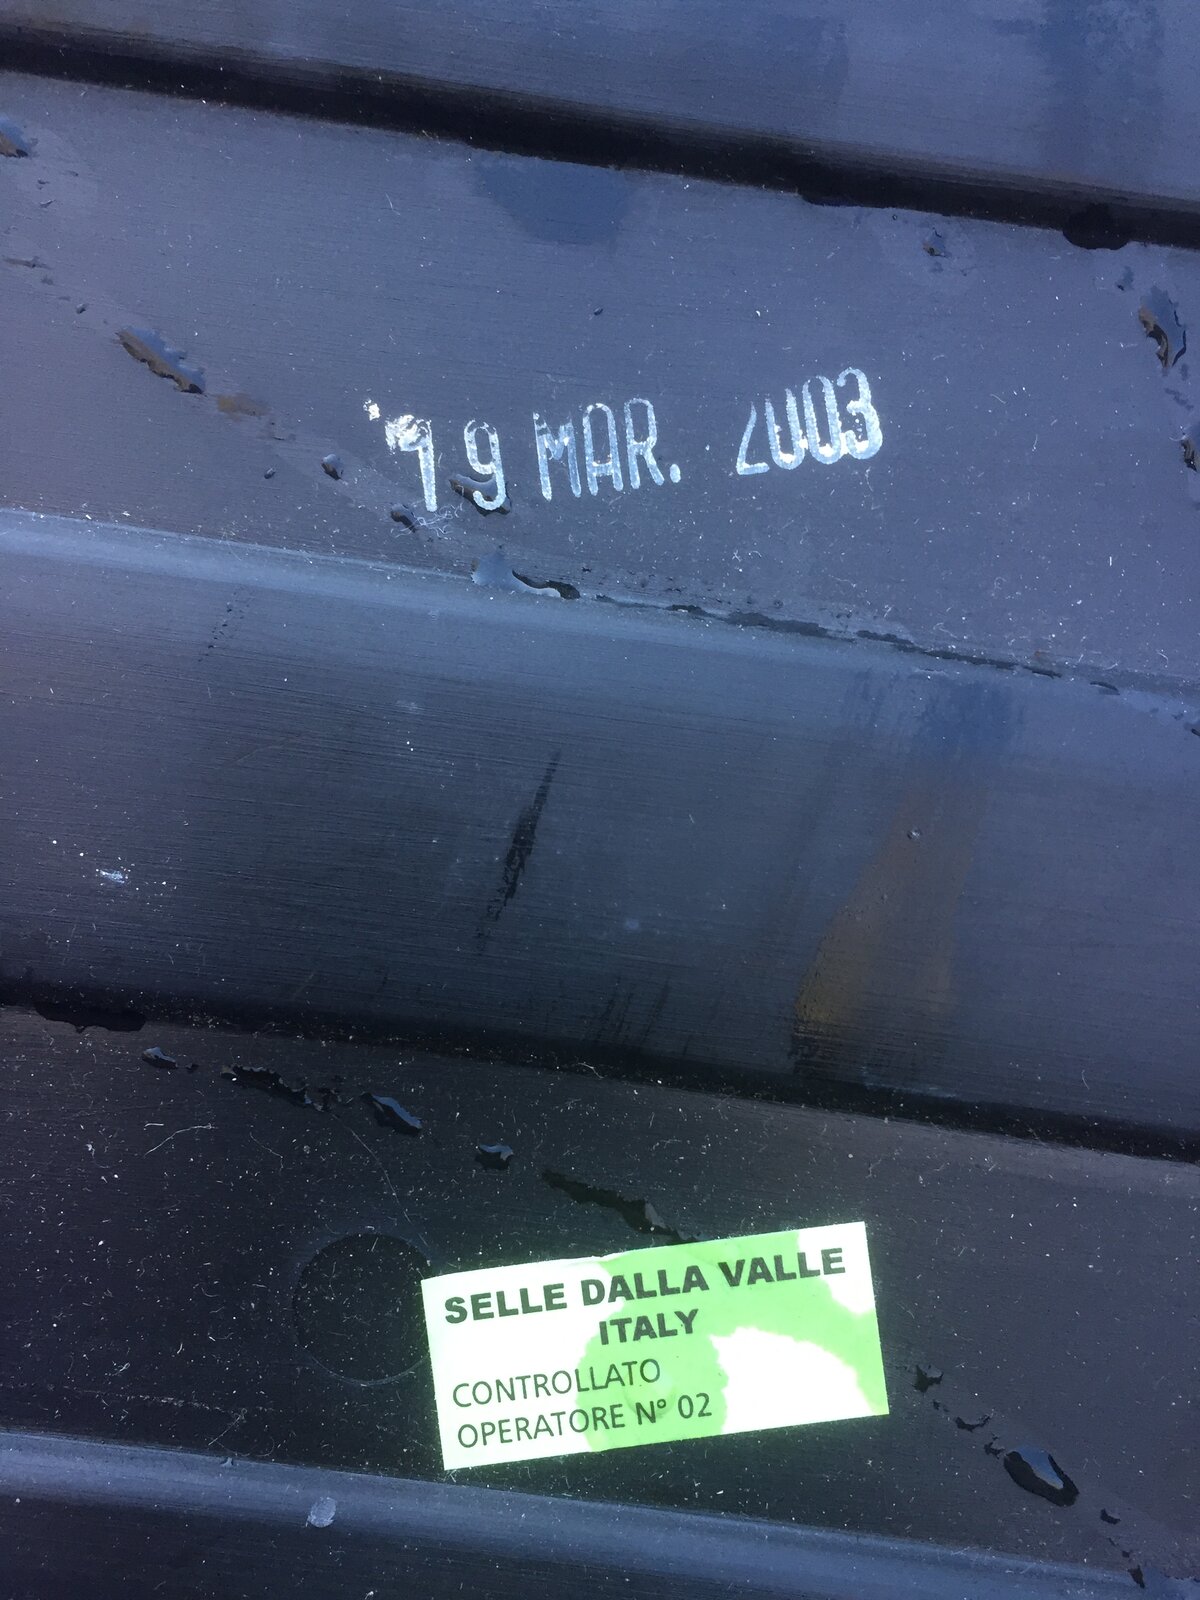 19 MAR. 2003
SELLE DALLA VALLE
ITALY
CONTROLLATO
OPERATORE N° 02